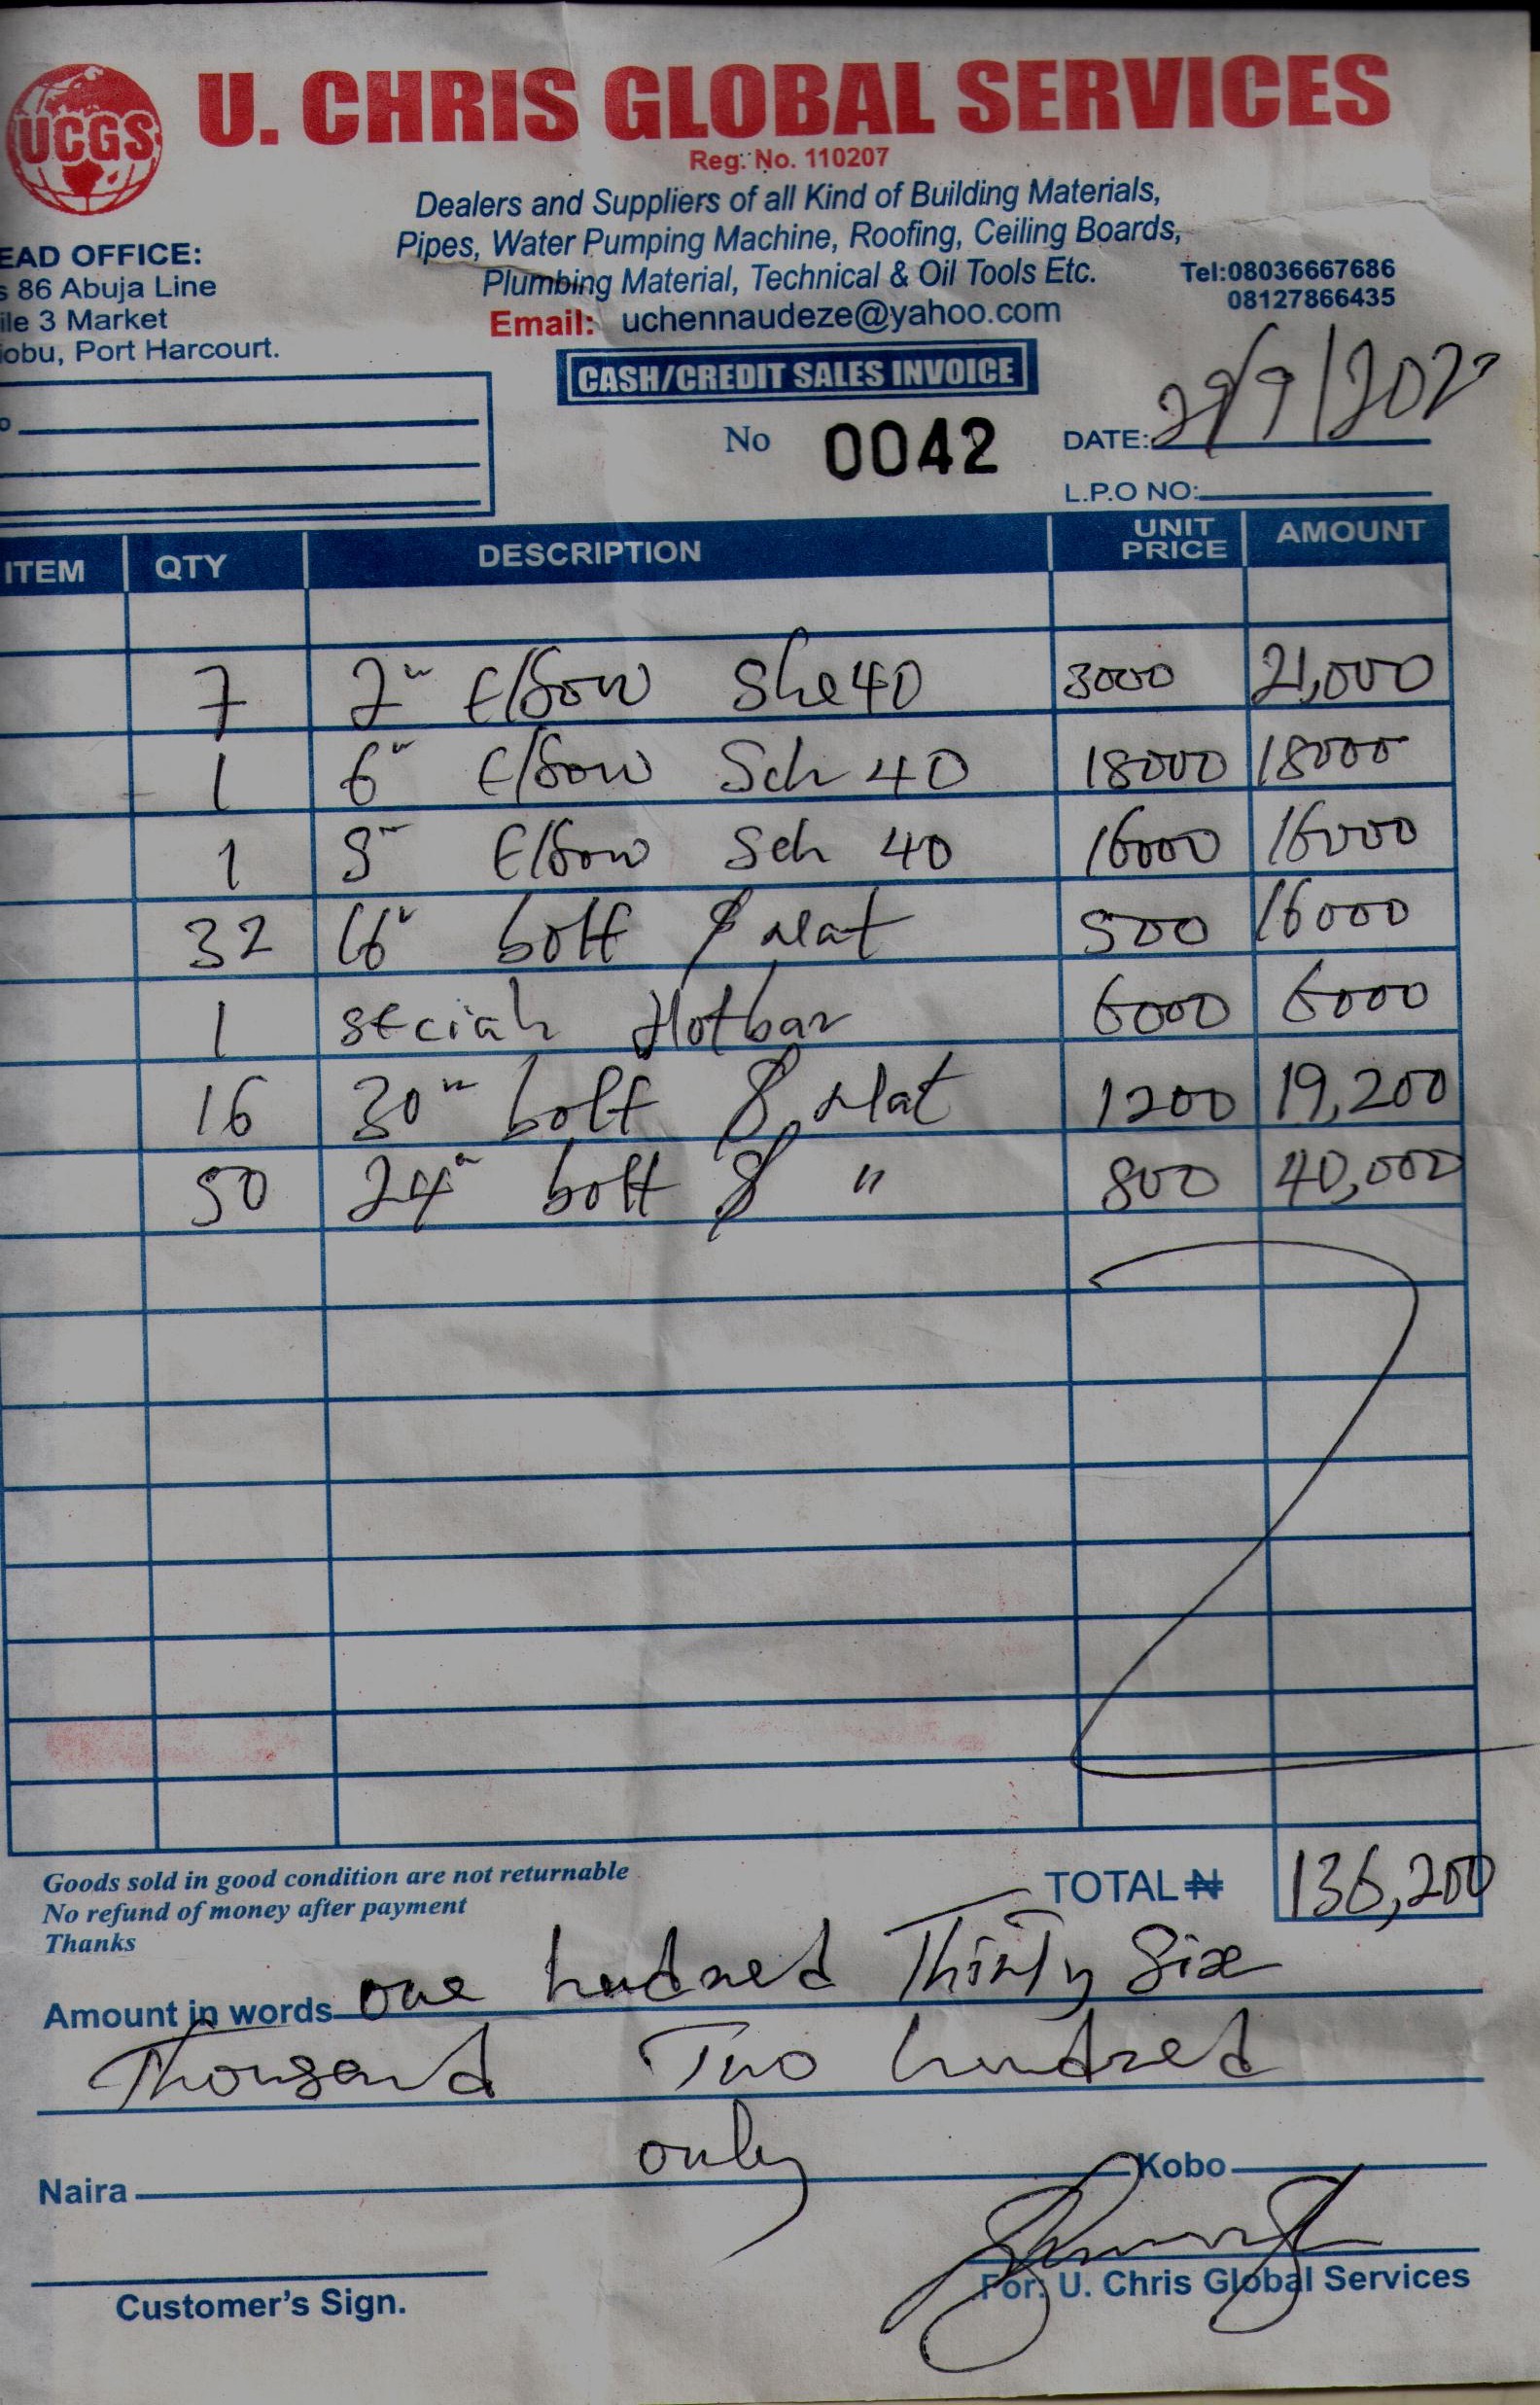 UCGS
U. CHRIS GLOBAL SERVICES
Reg. No. 110207
Dealers and Suppliers of all Kind of Building Materials,
Pipes, Water Pumping Machine, Roofing, Ceiling Boards,
Plumbing Material, Technical & Oil Tools Etc.
Email: uchennaudeze@yahoo.com
EAD OFFICE:
s 86 Abuja Line
ile 3 Market
iobu, Port Harcourt.
Tel:08036667686
08127866435
CASH/CREDIT SALES INVOICE
No 0042
DATE: 29/9/202
L.P.O NO:
ITEM QTY DESCRIPTION UNIT PRICE AMOUNT
7 2" Elbow She 40 3000 21,000
1 6" Elbow Sch 40 18000 18000
1 5" Elbow Sch 40 16000 16000
32 16" bolt & Nat 500 16000
1 Hotbar 6000 6000
16 30" bolt & Nat 1200 19,200
50 24" bolt & " 800 40,000
Goods sold in good condition are not returnable
No refund of money after payment
Thanks
TOTAL ₦ 136,200
Amount in words one hundred Thirty Six
Thousand Two hundred
Naira only Kobo
Customer's Sign.
For: U. Chris Global Services